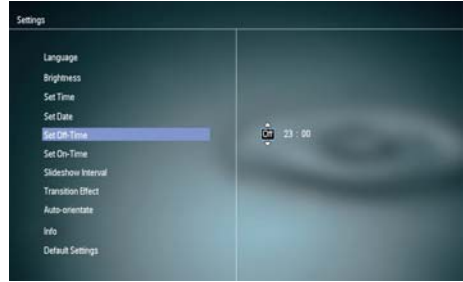 Settings
Language
Brightness
Set Time
Set Date
Set Off-Time
Off 23 : 00
Set On-Time
Slideshow Interval
Transition Effect
Auto-orientate
Info
Default Settings